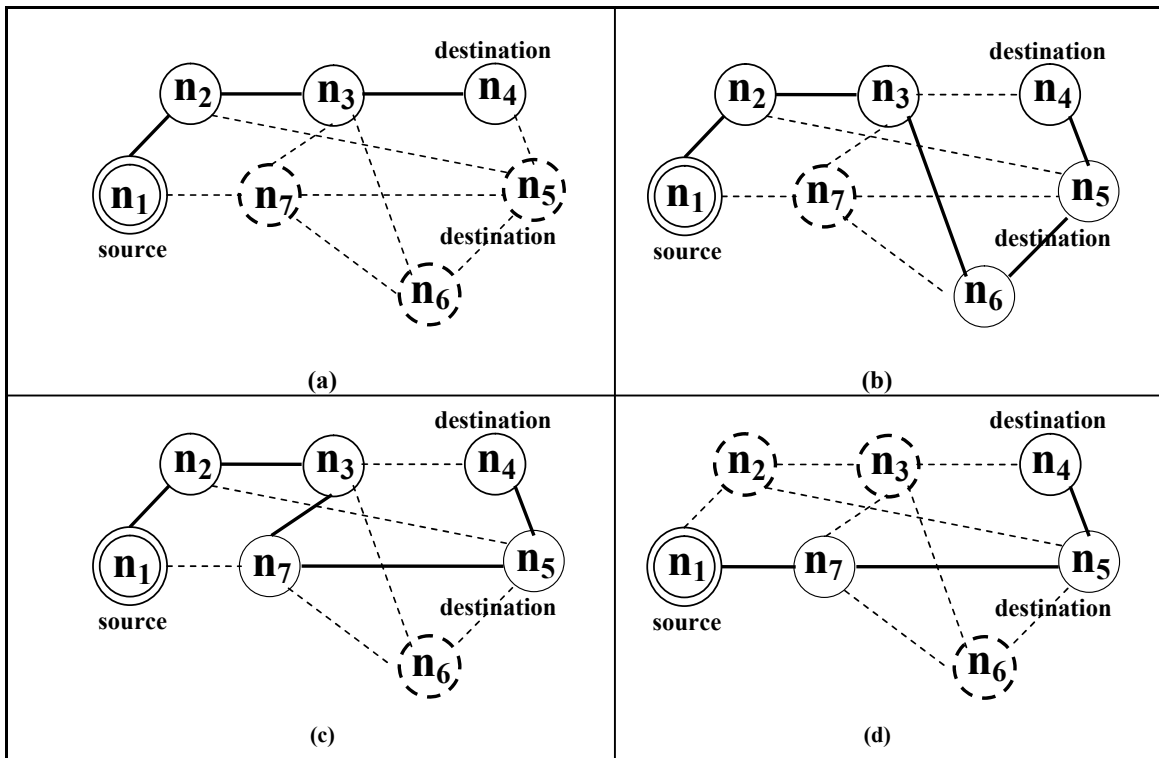 destination
n2
n3
n4
n1
n7
n5
source
destination
n6
(a)
destination
n2
n3
n4
n1
n7
n5
source
destination
n6
(b)
destination
n2
n3
n4
n1
n7
n5
source
destination
n6
(c)
destination
n2
n3
n4
n1
n7
n5
source
destination
n6
(d)